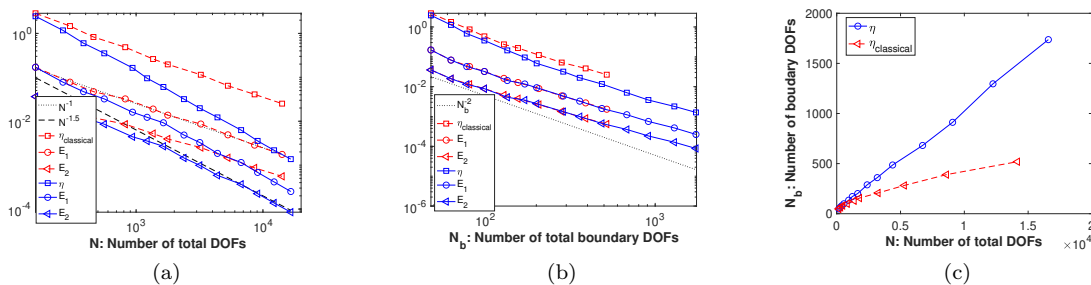 10^0
10^-2
10^-4
10^3
10^4
N^-1
N^-1.5
η_classical
E_1
E_2
η
E_1
E_2
N: Number of total DOFs
(a)
10^0
10^-2
10^-4
10^-6
10^2
10^3
N_b^-2
η_classical
E_1
E_2
η
E_1
E_2
N_b: Number of total boundary DOFs
(b)
N_b: Number of boundary DOFs
2000
1500
1000
500
0
0 0.5 1 1.5 2
×10^4
η
η_classical
N: Number of total DOFs
(c)